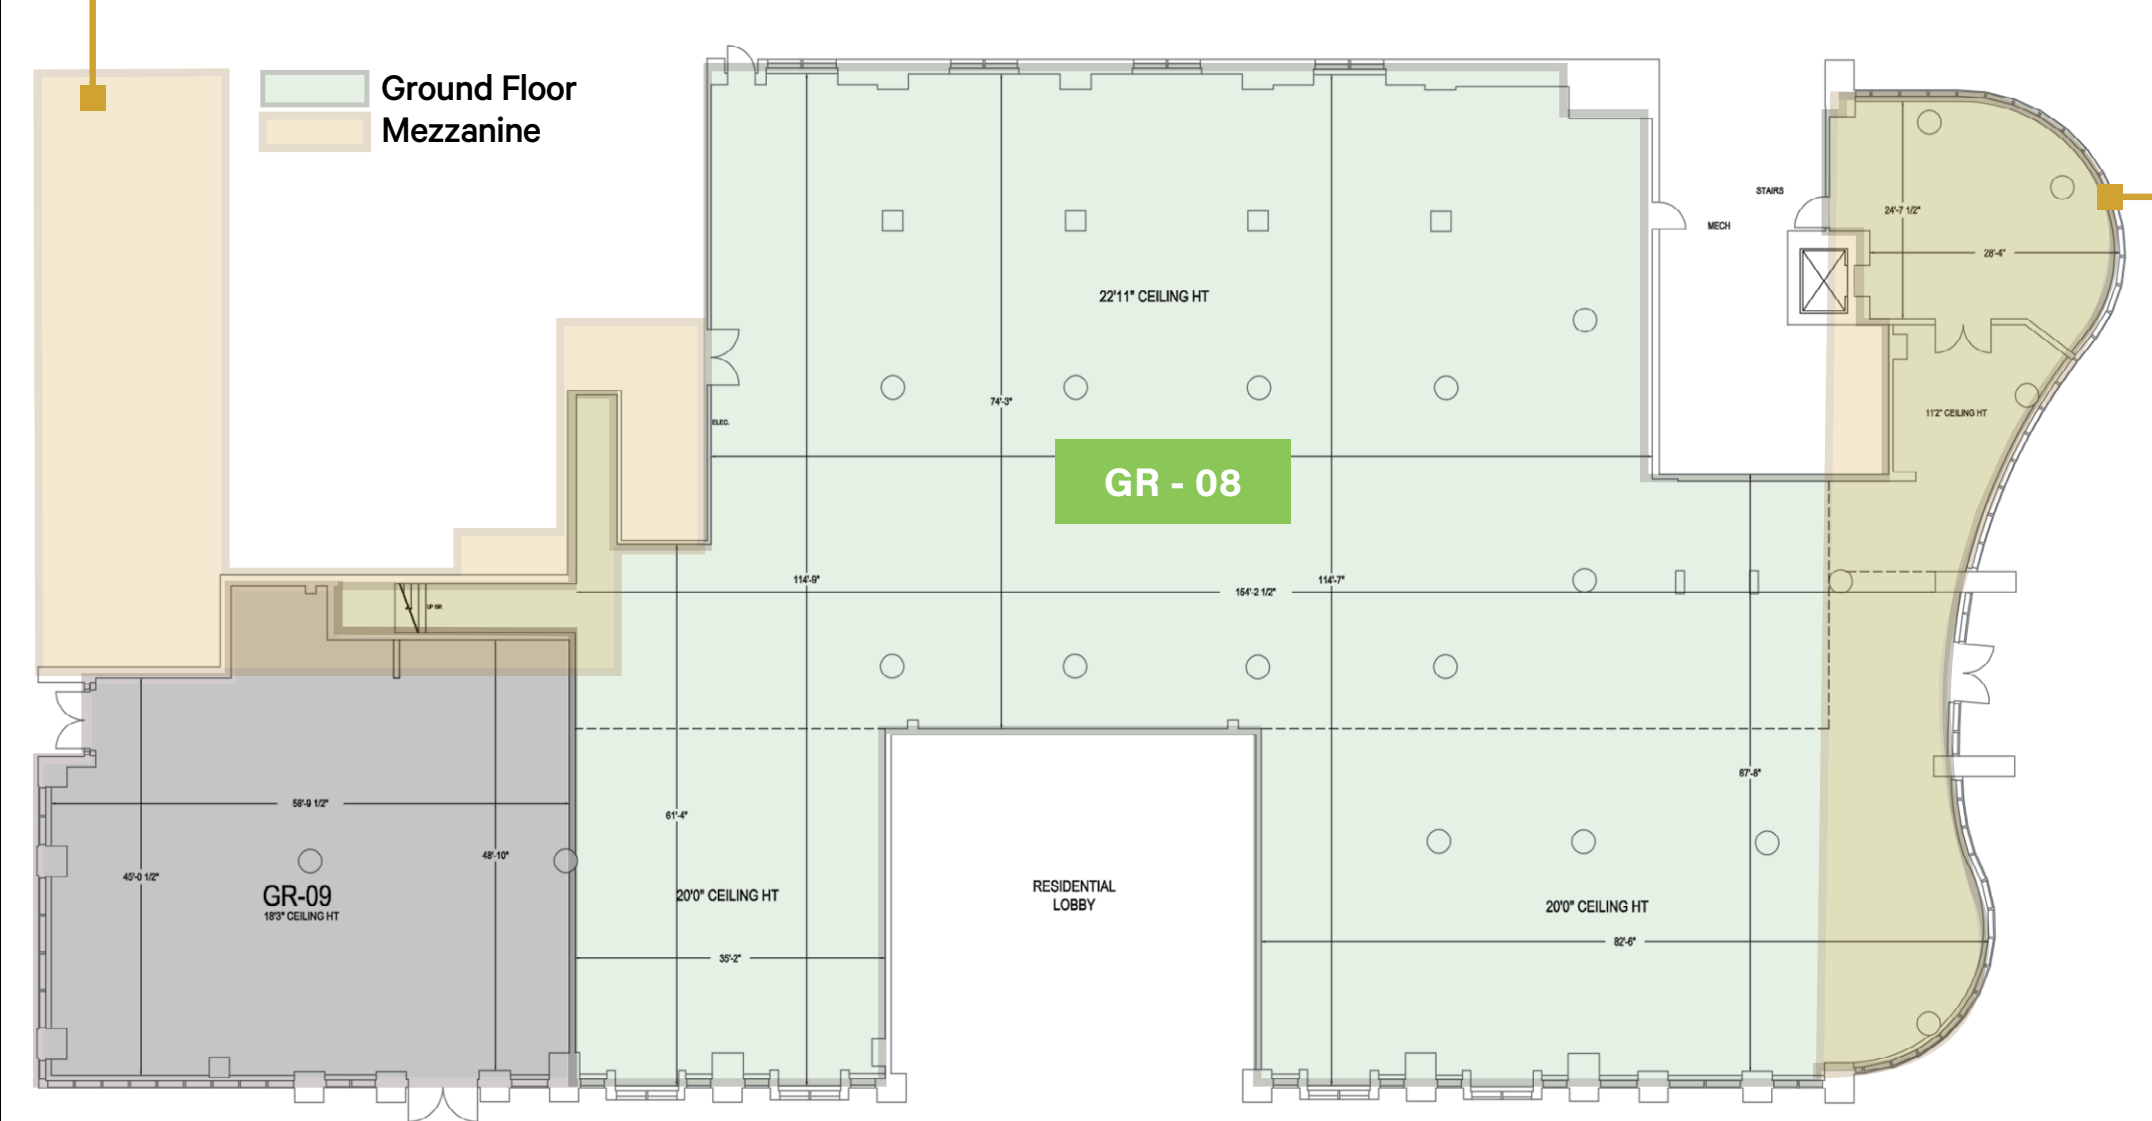 Ground Floor
Mezzanine
STAIRS
MECH
24'-7 1/2"
28'-4"
22'11" CEILING HT
74'-3"
11'2" CEILING HT
ELEC.
GR - 08
114'-9"
114'-7"
154'-2 1/2"
UP 18R
67'-8"
58'-9 1/2"
61'-4"
48'-10"
45'-0 1/2"
GR-09
18'3" CEILING HT
20'0" CEILING HT
RESIDENTIAL
LOBBY
20'0" CEILING HT
82'-6"
35'-2"